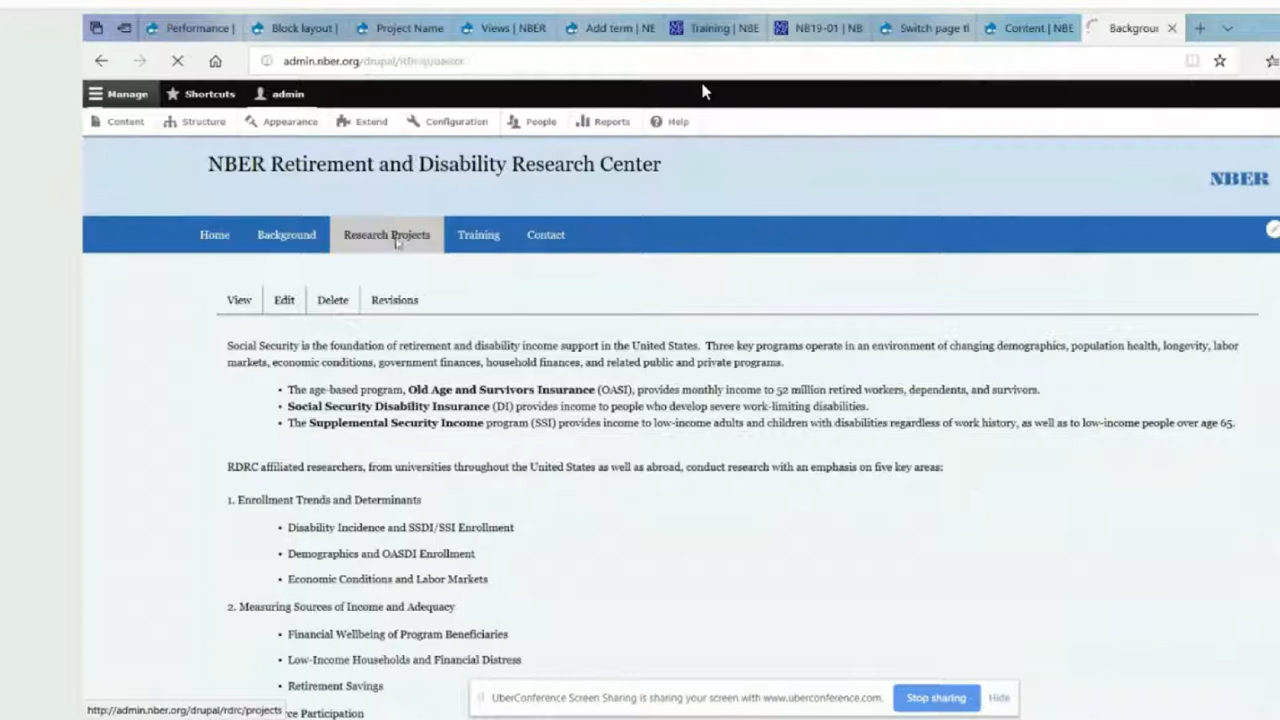 Performance |
Block layout |
Project Name
Views | NBER
Add term | NE
Training | NBE
NB19-01 | NB
Switch page tl
Content | NBE
Backgroun
admin.nber.org/drupal/
Manage
Shortcuts
admin
Content
Structure
Appearance
Extend
Configuration
People
Reports
Help
NBER Retirement and Disability Research Center
NBER
Home
Background
Research Projects
Training
Contact
View
Edit
Delete
Revisions
Social Security is the foundation of retirement and disability income support in the United States. Three key programs operate in an environment of changing demographics, population health, longevity, labor
markets, economic conditions, government finances, household finances, and related public and private programs.
• The age-based program, Old Age and Survivors Insurance (OASI), provides monthly income to 52 million retired workers, dependents, and survivors.
• Social Security Disability Insurance (DI) provides income to people who develop severe work-limiting disabilities.
• The Supplemental Security Income program (SSI) provides income to low-income adults and children with disabilities regardless of work history, as well as to low-income people over age 65.
RDRC affiliated researchers, from universities throughout the United States as well as abroad, conduct research with an emphasis on five key areas:
1. Enrollment Trends and Determinants
• Disability Incidence and SSDI/SSI Enrollment
• Demographics and OASDI Enrollment
• Economic Conditions and Labor Markets
2. Measuring Sources of Income and Adequacy
• Financial Wellbeing of Program Beneficiaries
• Low-Income Households and Financial Distress
• Retirement Savings
ce Participation
UberConference Screen Sharing is sharing your screen with www.uberconference.com.
Stop sharing
Hide
http://admin.nber.org/drupal/rdrc/projects